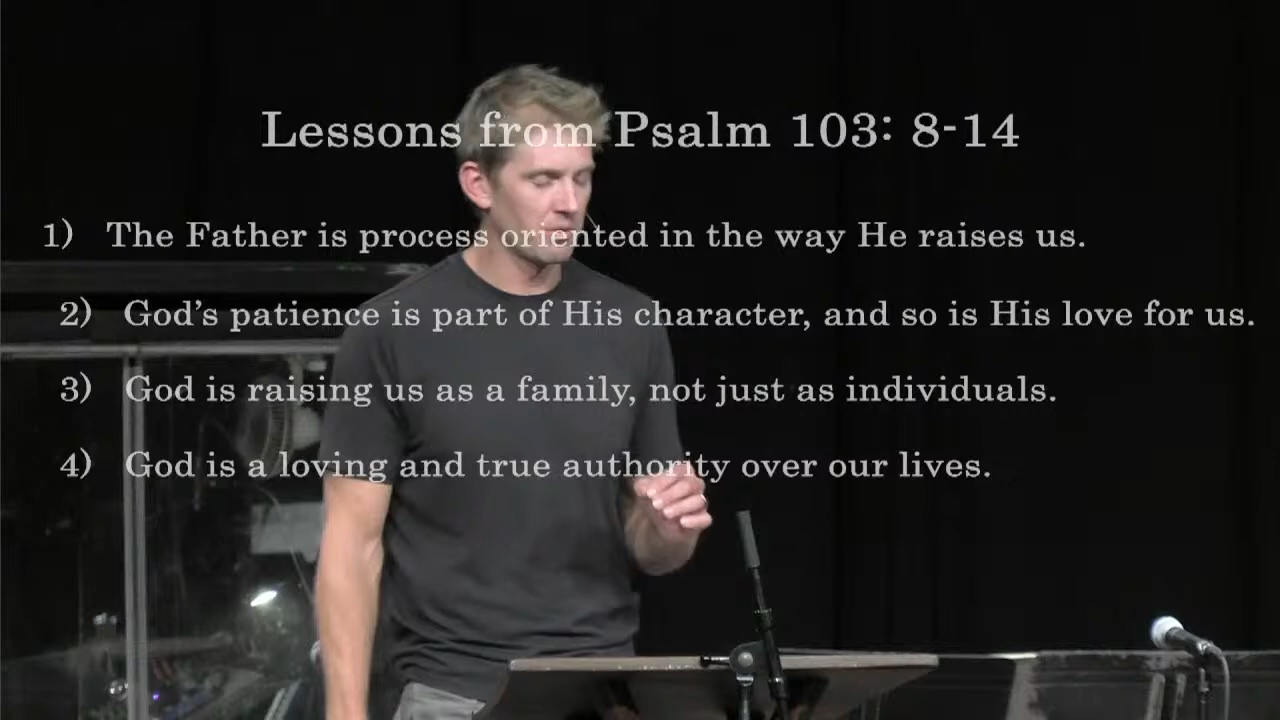 Lessons from Psalm 103: 8-14
1) The Father is process oriented in the way He raises us.
2) God’s patience is part of His character, and so is His love for us.
3) God is raising us as a family, not just as individuals.
4) God is a loving and true authority over our lives.